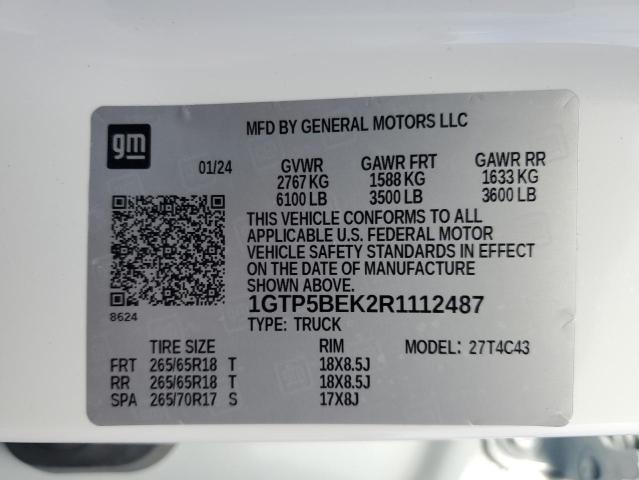 gm
MFD BY GENERAL MOTORS LLC
01/24 GVWR GAWR FRT GAWR RR
2767 KG 1588 KG 1633 KG
6100 LB 3500 LB 3600 LB
THIS VEHICLE CONFORMS TO ALL
APPLICABLE U.S. FEDERAL MOTOR
VEHICLE SAFETY STANDARDS IN EFFECT
ON THE DATE OF MANUFACTURE
SHOWN ABOVE.
8624
1GTP5BEK2R1112487
TYPE: TRUCK
TIRE SIZE RIM MODEL: 27T4C43
FRT 265/65R18 T 18X8.5J
RR 265/65R18 T 18X8.5J
SPA 265/70R17 S 17X8J